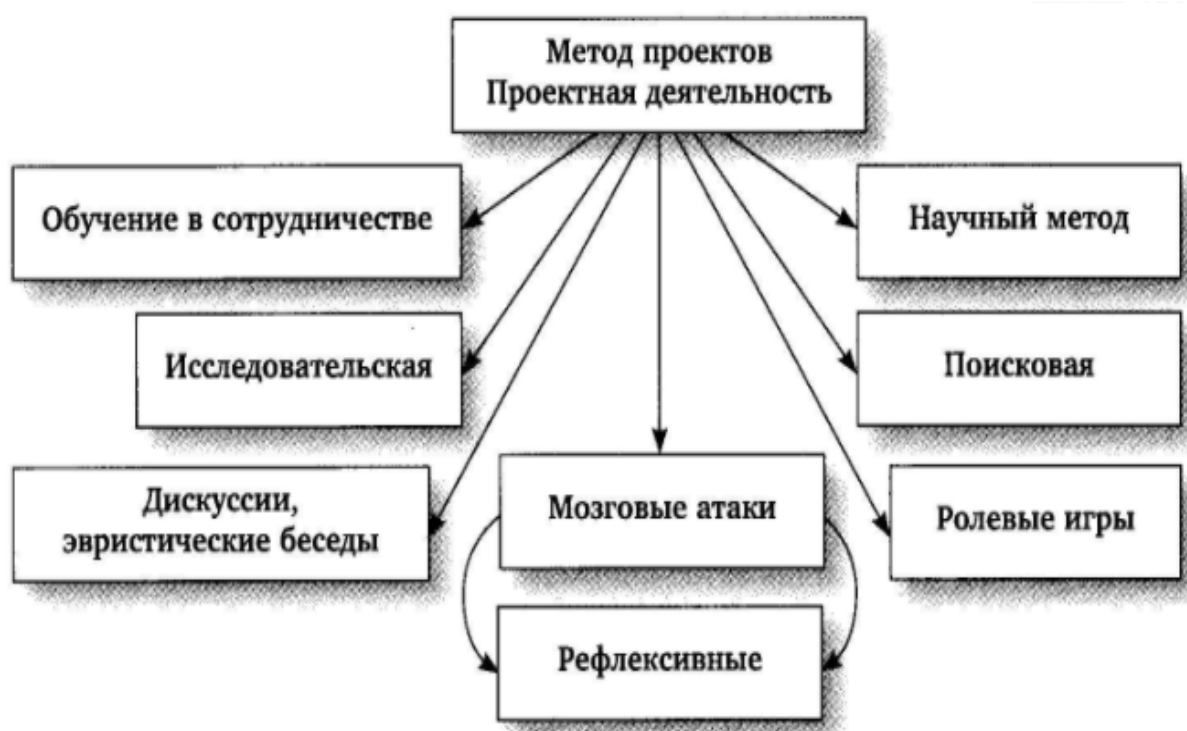 Метод проектов
Проектная деятельность
Обучение в сотрудничестве
Научный метод
Исследовательская
Поисковая
Дискуссии,
эвристические беседы
Мозговые атаки
Ролевые игры
Рефлексивные